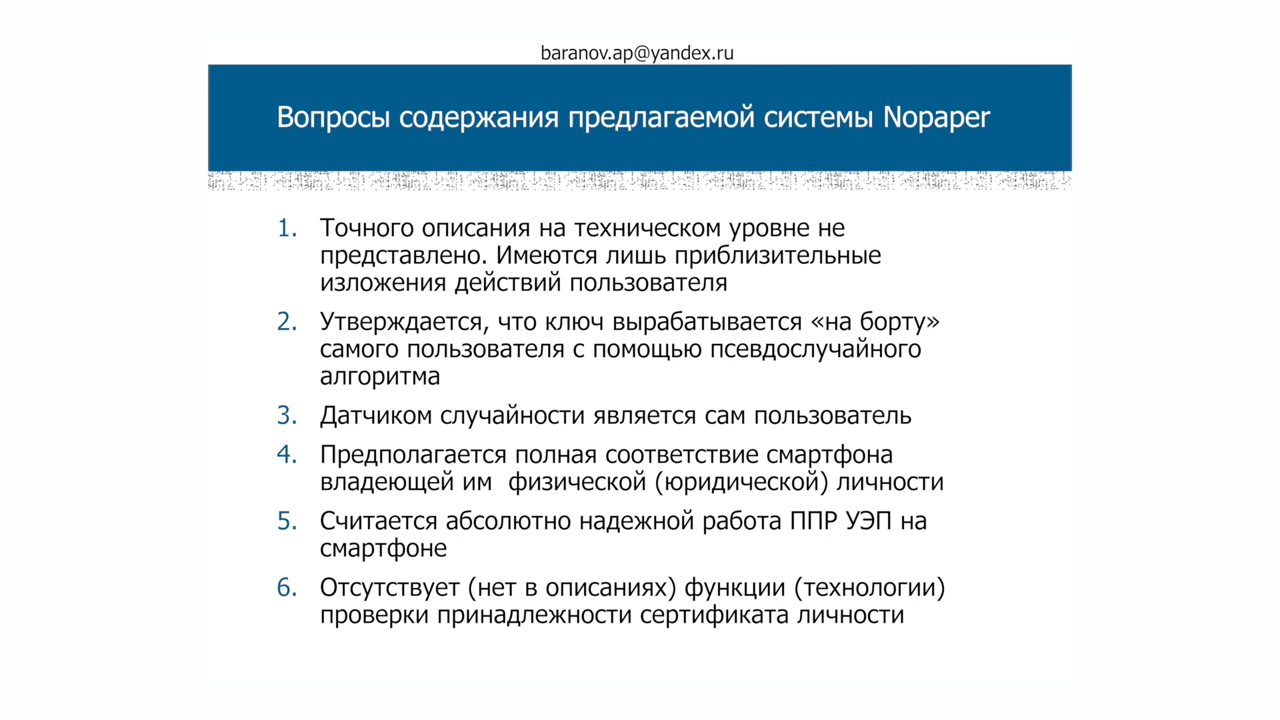 baranov.ap@yandex.ru
Вопросы содержания предлагаемой системы Nopaper
1. Точного описания на техническом уровне не
представлено. Имеются лишь приблизительные
изложения действий пользователя
2. Утверждается, что ключ вырабатывается «на борту»
самого пользователя с помощью псевдослучайного
алгоритма
3. Датчиком случайности является сам пользователь
4. Предполагается полная соответствие смартфона
владеющей им физической (юридической) личности
5. Считается абсолютно надежной работа ППР УЭП на
смартфоне
6. Отсутствует (нет в описаниях) функции (технологии)
проверки принадлежности сертификата личности